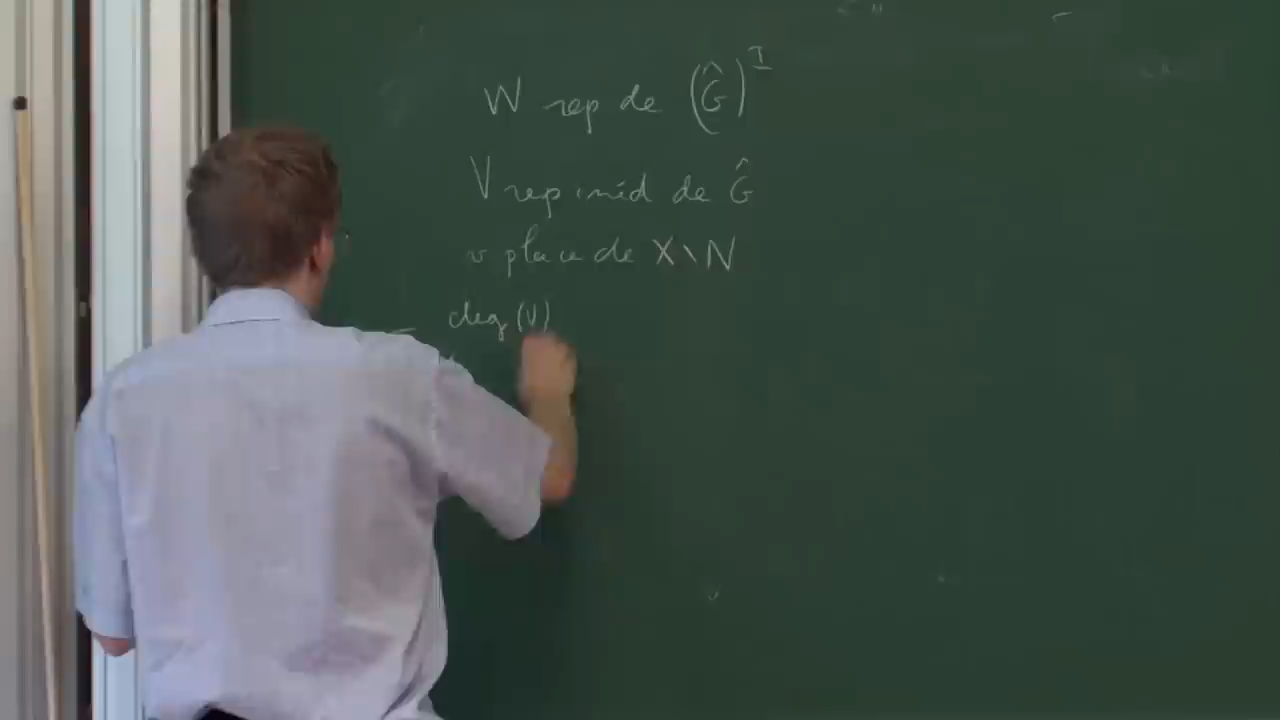 W rep de (Ĝ)^I
V rep irréd de Ĝ
v place de X∖N
deg(v)